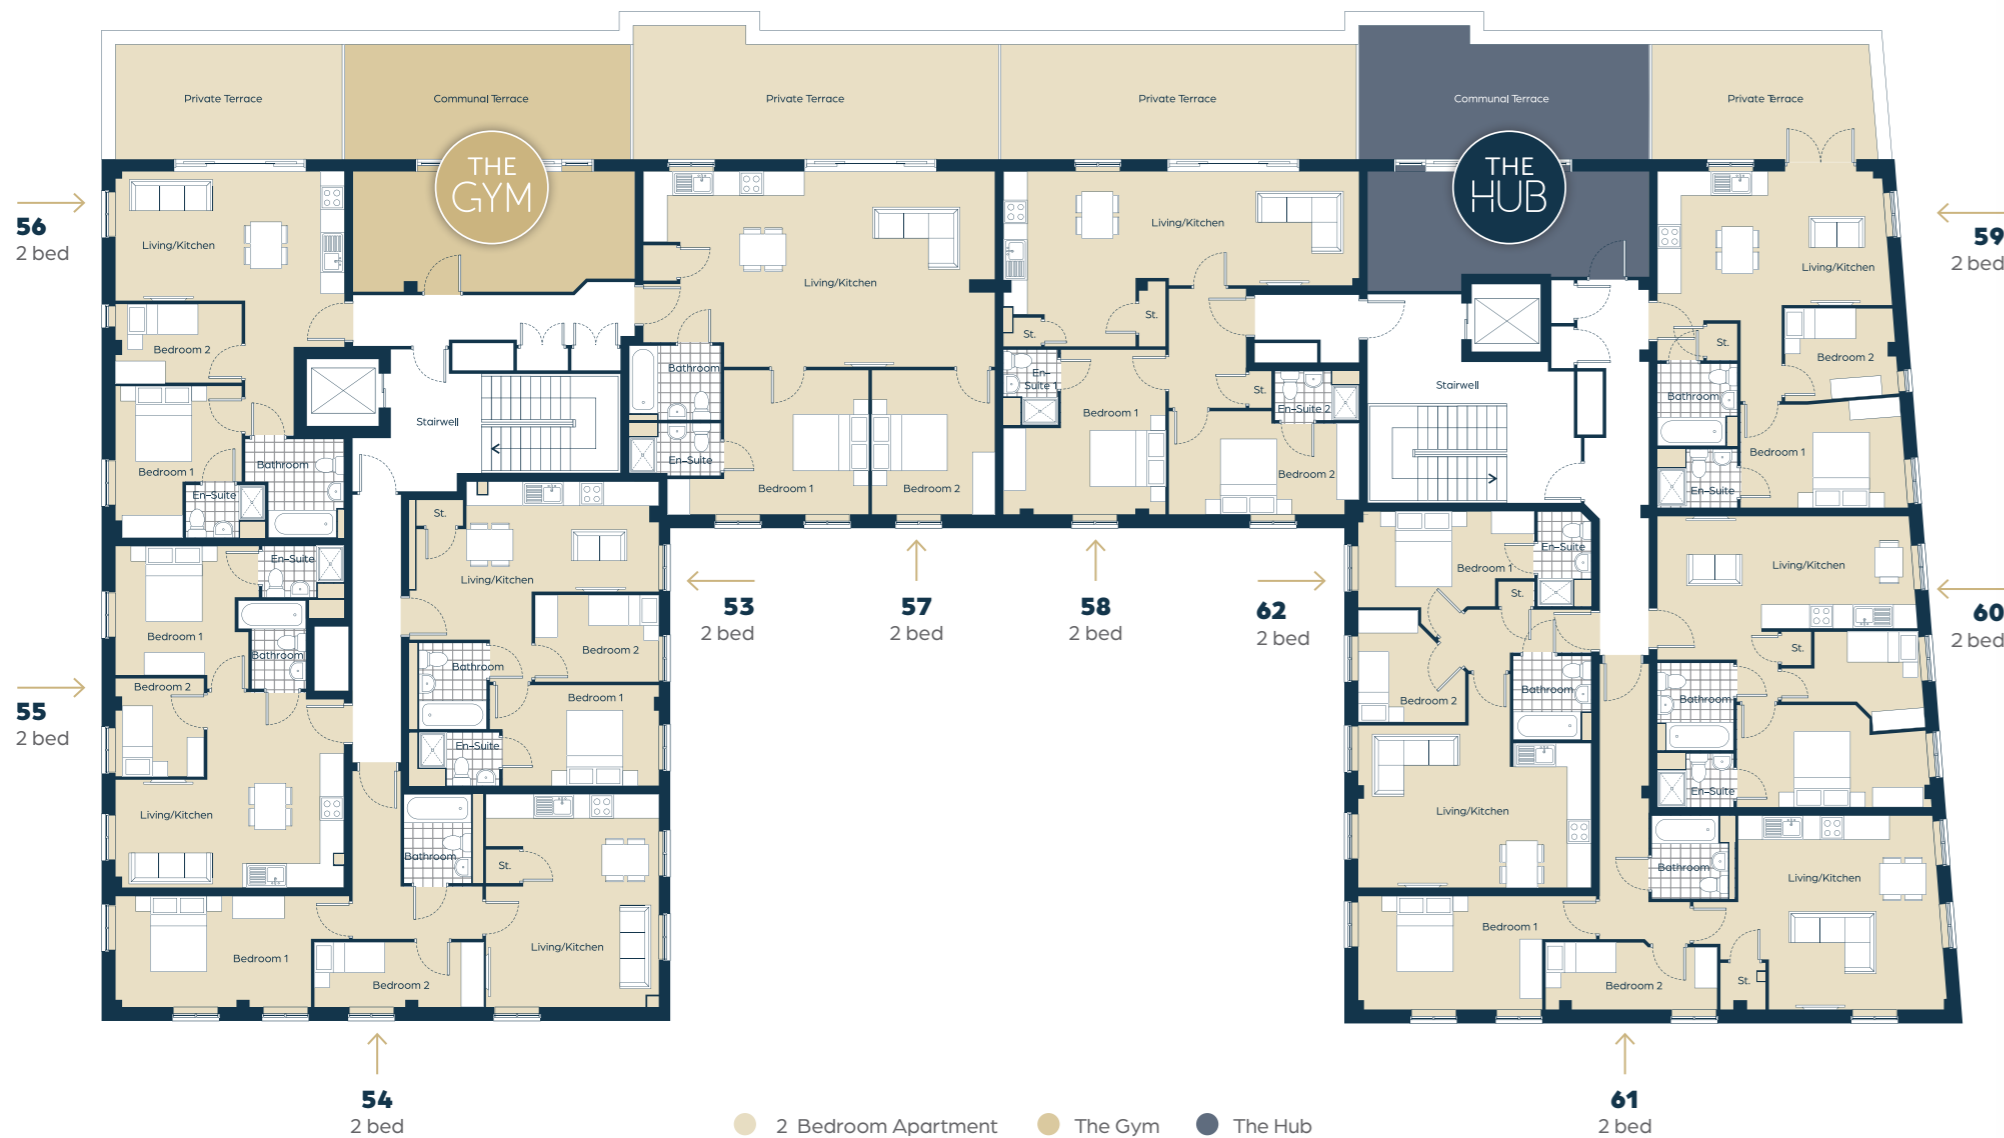 Private Terrace
Communal Terrace
Private Terrace
Private Terrace
Communal Terrace
Private Terrace
THE
GYM
THE
HUB
56
2 bed
Living/Kitchen
Bedroom 2
Bedroom 1
En-Suite
Bathroom
Stairwell
Living/Kitchen
Bathroom
En-Suite
Bedroom 1
Bedroom 2
Living/Kitchen
St.
St.
En-
Suite 1
Bedroom 1
St.
En-Suite 2
Bedroom 2
Stairwell
59
2 bed
Living/Kitchen
St.
Bedroom 2
Bathroom
Bedroom 1
En-Suite
55
2 bed
En-Suite
Bedroom 1
Bathroom
Bedroom 2
Living/Kitchen
St.
Living/Kitchen
Bedroom 2
Bathroom
Bedroom 1
En-Suite
53
2 bed
57
2 bed
58
2 bed
62
2 bed
Bedroom 1
En-Suite
St.
Bathroom
Bedroom 2
Living/Kitchen
60
2 bed
Living/Kitchen
St.
Bathroom
En-Suite
Bathroom
St.
Living/Kitchen
Bedroom 1
Bedroom 2
Bathroom
Living/Kitchen
Bedroom 1
Bedroom 2
St.
54
2 bed
61
2 bed
2 Bedroom Apartment
The Gym
The Hub